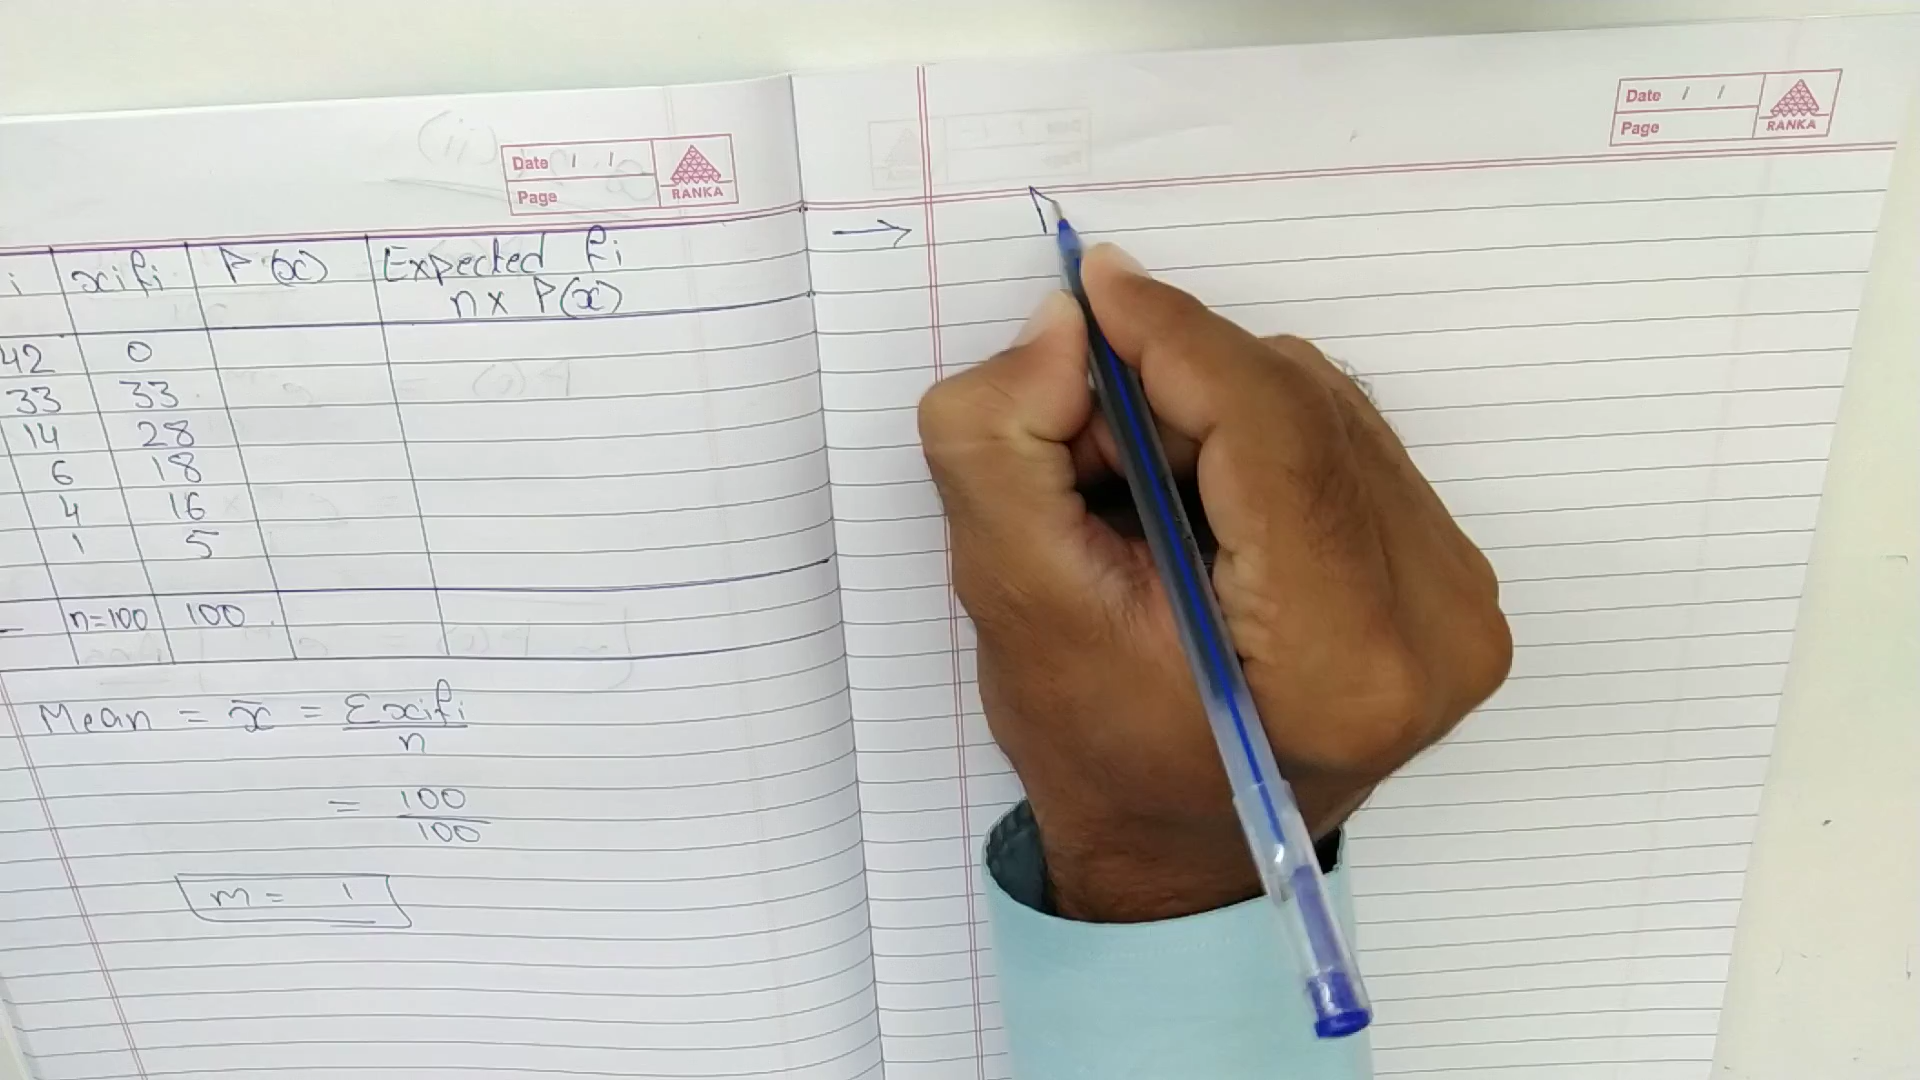 Date / /
Page
RANKA
i xifi P(x) Expected fi
n x P(x)
42 0
33 33
14 28
6 18
4 16
1 5
n=100 100
Mean = x̄ = Σxifi
n
= 100
100
m = 1
Date / /
Page
RANKA
→